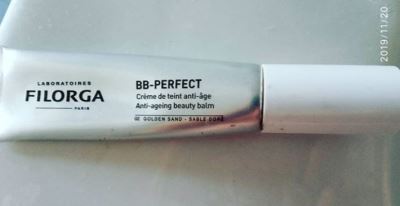 LABORATOIRES
FILORGA
PARIS
BB-PERFECT
Crème de teint anti-âge
Anti-ageing beauty balm
02 GOLDEN SAND - SABLE DORÉ
2019/11/20